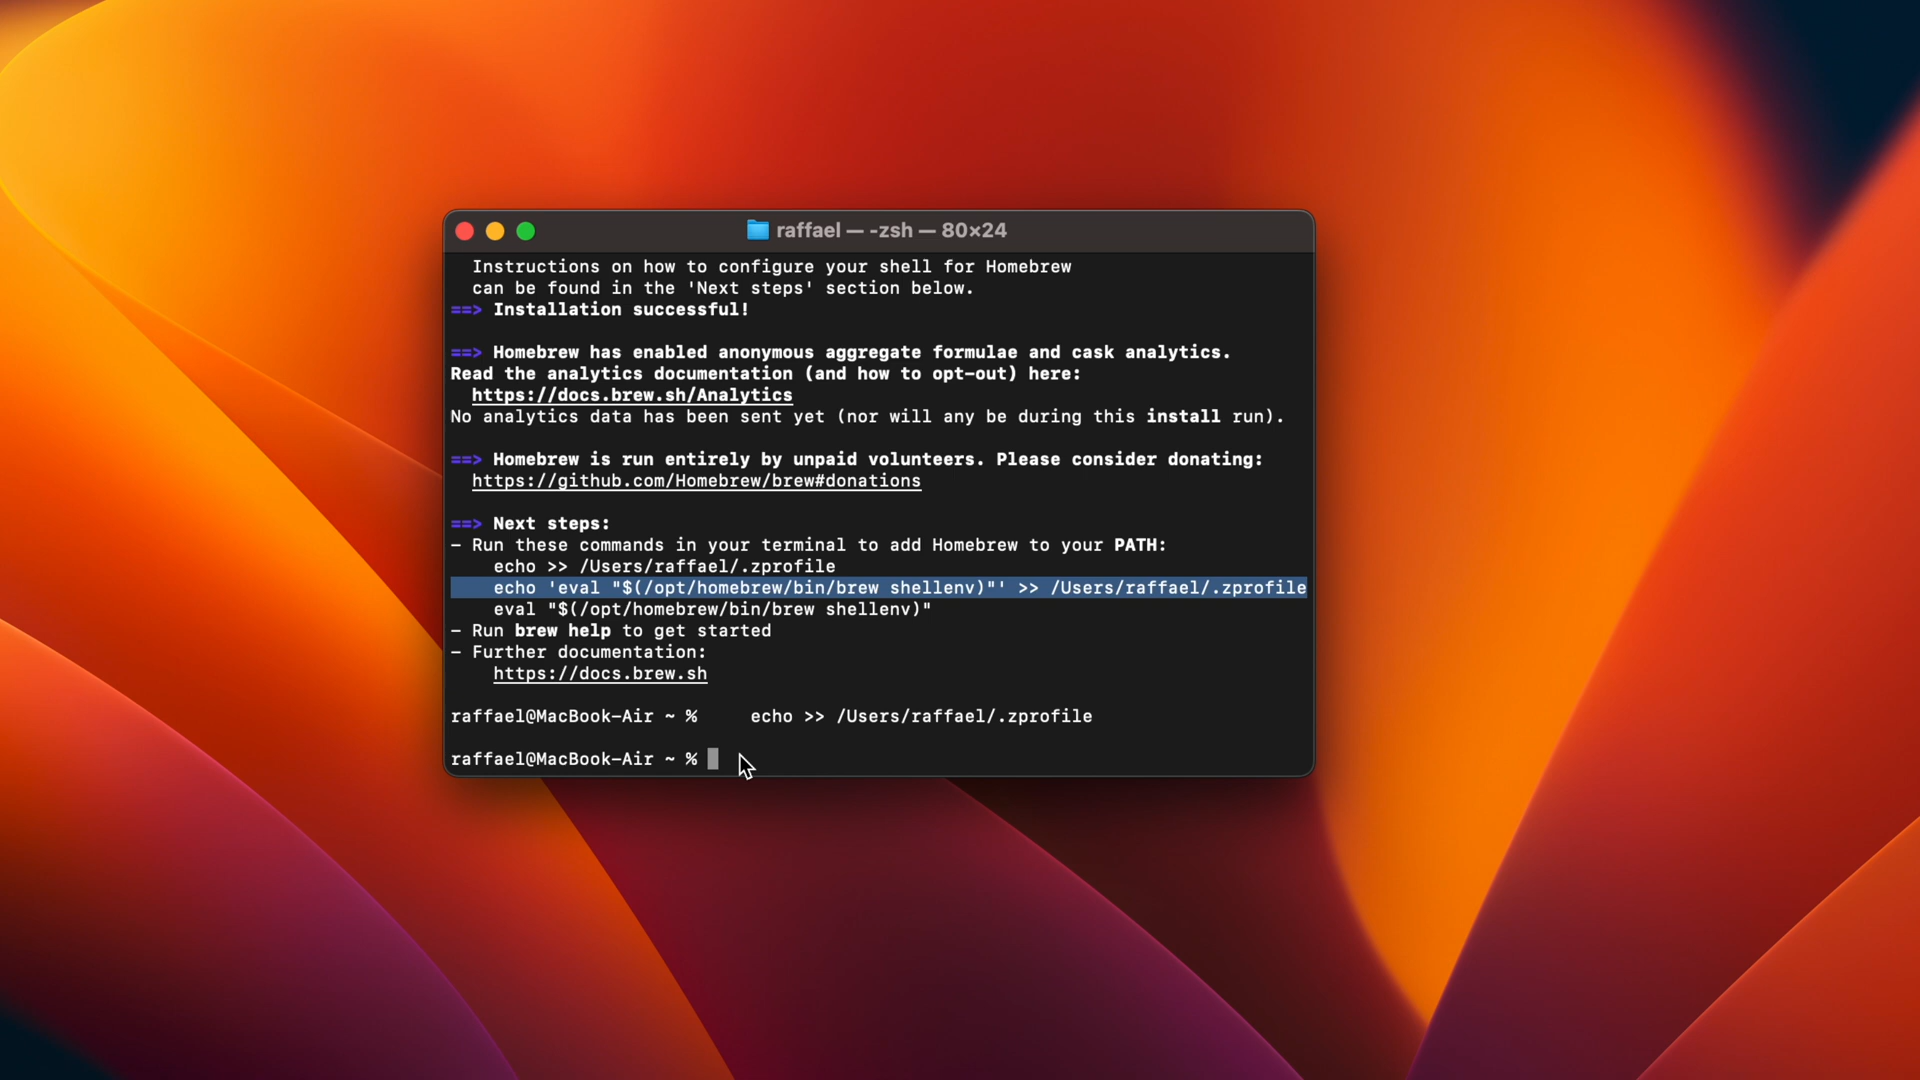 raffael — -zsh — 80×24
Instructions on how to configure your shell for Homebrew
can be found in the 'Next steps' section below.
==> Installation successful!
==> Homebrew has enabled anonymous aggregate formulae and cask analytics.
Read the analytics documentation (and how to opt-out) here:
https://docs.brew.sh/Analytics
No analytics data has been sent yet (nor will any be during this install run).
==> Homebrew is run entirely by unpaid volunteers. Please consider donating:
https://github.com/Homebrew/brew#donations
==> Next steps:
- Run these commands in your terminal to add Homebrew to your PATH:
echo >> /Users/raffael/.zprofile
echo 'eval "$(/opt/homebrew/bin/brew shellenv)"' >> /Users/raffael/.zprofile
eval "$(/opt/homebrew/bin/brew shellenv)"
- Run brew help to get started
- Further documentation:
https://docs.brew.sh
raffael@MacBook-Air ~ %     echo >> /Users/raffael/.zprofile
raffael@MacBook-Air ~ %